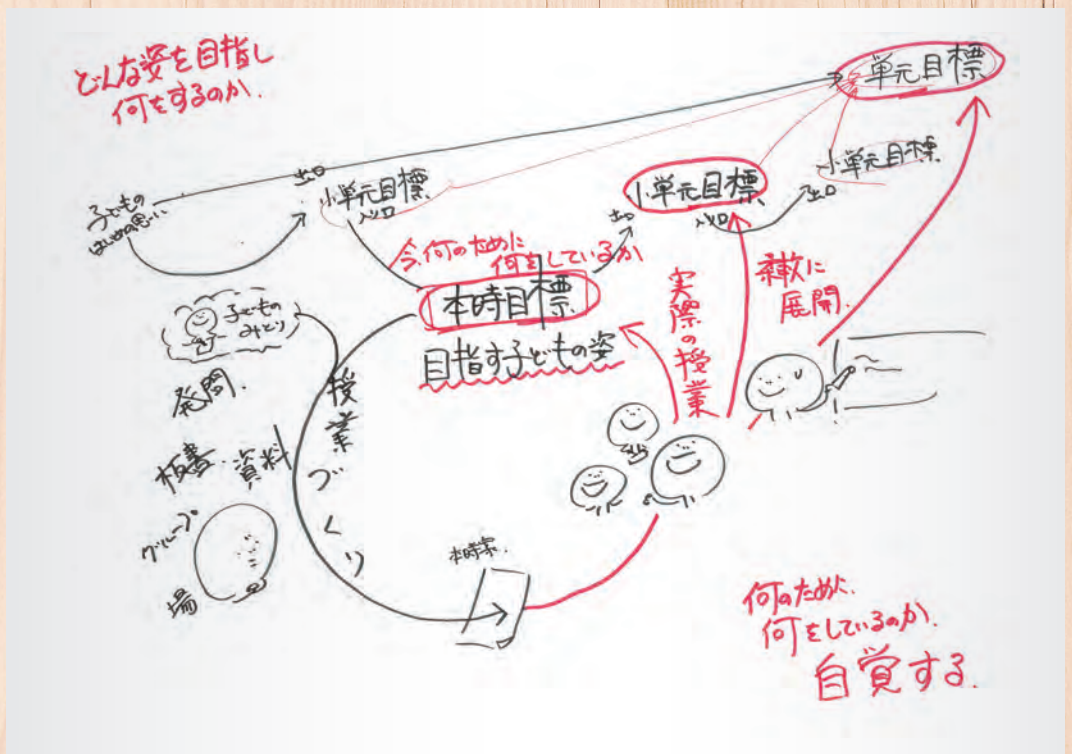 どんな姿を目指し
何をするのか.
単元目標
子どもの
はじめの思い
出口
小単元目標
入り口
小単元目標
入り口
出口
出口
小単元目標
今、何のために
何をしているか
本時目標
目指す子どもの姿
実際の授業
柔軟に
展開.
子どもの
みとり
発問.
板書.
資料
グループ
場
授業づくり
本時案.
何のために.
何をしているのか.
自覚する.